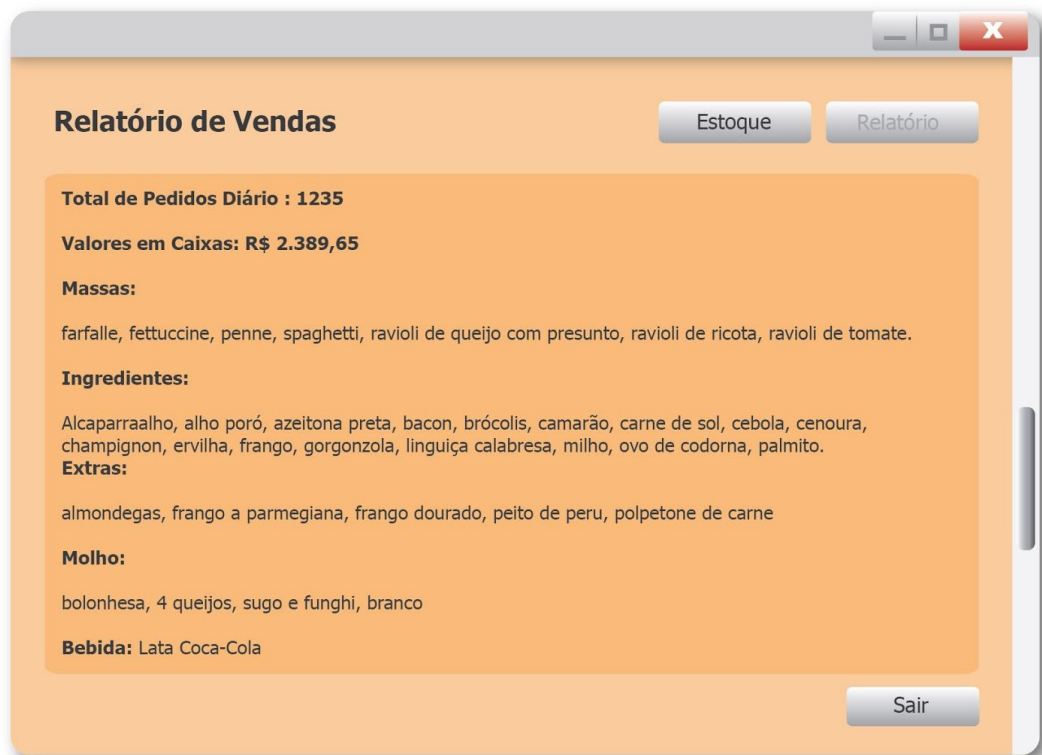 X
Relatório de Vendas
Estoque
Relatório
Total de Pedidos Diário : 1235
Valores em Caixas: R$ 2.389,65
Massas:
farfalle, fettuccine, penne, spaghetti, ravioli de queijo com presunto, ravioli de ricota, ravioli de tomate.
Ingredientes:
Alcaparraalho, alho poró, azeitona preta, bacon, brócolis, camarão, carne de sol, cebola, cenoura,
champignon, ervilha, frango, gorgonzola, linguiça calabresa, milho, ovo de codorna, palmito.
Extras:
almondegas, frango a parmegiana, frango dourado, peito de peru, polpetone de carne
Molho:
bolonhesa, 4 queijos, sugo e funghi, branco
Bebida: Lata Coca-Cola
Sair